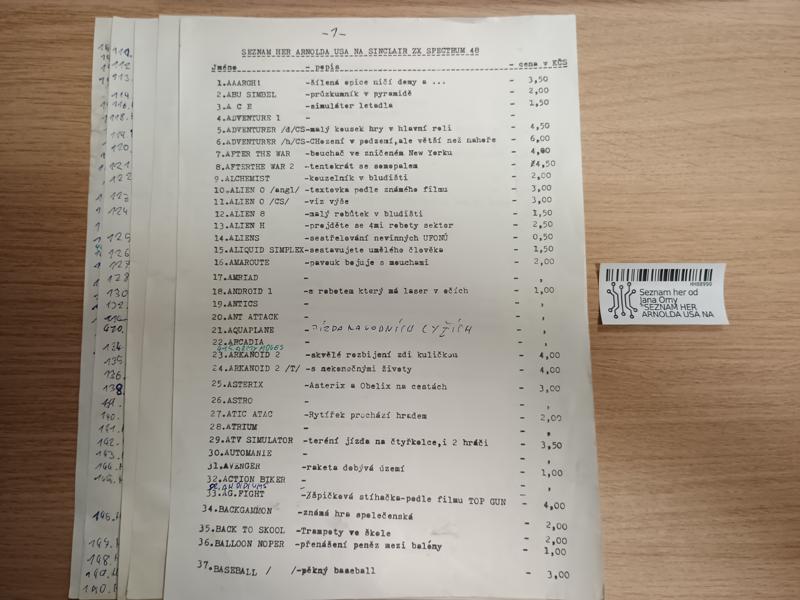 -1-
SEZNAM HER ARNOLDA USA NA SINCLAIR ZX SPECTRUM 48
Jméno - popis - cena v KČS
1.AAARGH! -šílená opice ničí domy a ... - 3,50
2.ABU SIMBEL -průzkumník v pyramidě - 2,00
3.A C E -simulátor letadla - 1,50
4.ADVENTURE 1 - -
5.ADVENTURER /d/CS-malý kousek hry v hlavní roli - 4,50
6.ADVENTURER /h/CS-CHození v podzemí,ale větší než nahoře - 6,00
7.AFTER THE WAR -bouchač ve zničeném New Yorku - 4,00
8.AFTERTHE WAR 2 -tentokrát se samopalem - 4,50
9.ALCHEMIST -kouzelník v bludišti - 2,00
10.ALIEN O /angl/ -textovka podle známého filmu - 3,00
11.ALIEN O /CS/ -viz výše - 3,00
12.ALIEN 8 -malý robůtek v bludišti - 1,50
13.ALIEN H -projděte se 4mi roboty sektor - 2,50
14.ALIENS -sestřelování nevinných UFONŮ - 0,50
15.ALIQUID SIMPLEX-sestavujete umělého člověka - 1,50
16.AMAROUTE -pavouk bojuje s mouchami - 2,00
17.AMRIAD - - ,
18.ANDROID 1 -s robotem který má laser v očích - 1,00
19.ANTICS - - ,
20.ANT ATTACK - - ,
21.AQUAPLANE -JÍZDA NA VODNÍCH LYŽÍCH - ,
22.ARCADIA - - ,
23.ARKANOID 2 -skvělé rozbíjení zdi kuličkou - 4,00
24.ARKANOID 2 /T/ -s nekonečnými životy - 4,00
25.ASTERIX -Asterix a Obelix na cestách - 3,00
26.ASTRO - - ,
27.ATIC ATAC -Rytířek prochází hradem - 2,00
28.ATRIUM - - ,
29.ATV SIMULATOR -terénní jízda na čtyřkolce,i 2 hráči - 3,50
30.AUTOMANIE - - ,
31.AVENGER -raketa dobývá území - 1,00
32.ACTION BIKER - - ,
33.AG.FIGHT -špičková stíhačka-podle filmu TOP GUN - 4,00
34.BACKGAMMON -známá hra společenská - 2,00
35.BACK TO SKOOL -Trampoty ve škole - 2,00
36.BALLOON NOPER -přenášení peněz mezi balóny - 1,00
37.BASEBALL / /-pěkný baseball - 3,00
HH88990
Seznam her od
Jana Omy
"SEZNAM HER
ARNOLDA USA NA